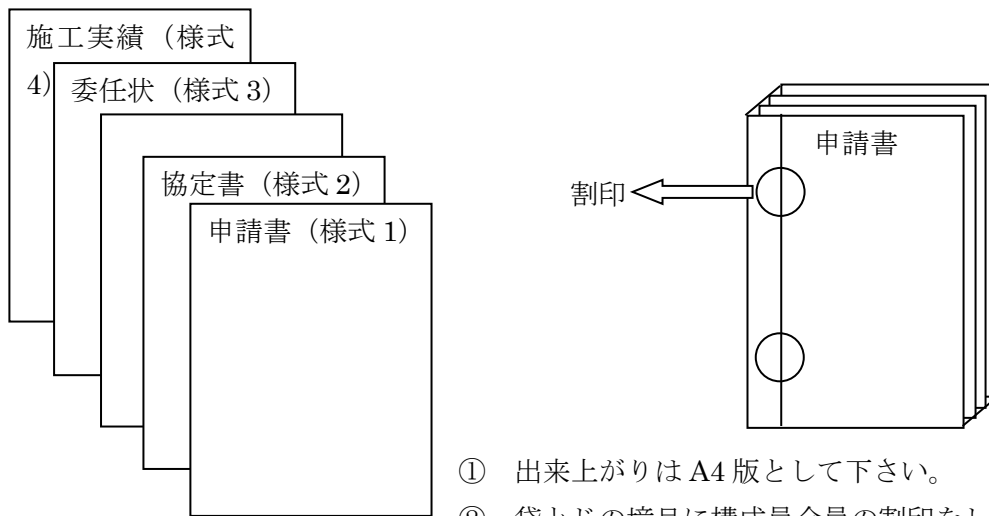 施工実績（様式
4）
委任状（様式 3）
協定書（様式 2）
申請書（様式 1）
申請書
割印
① 出来上がりは A4 版として下さい。